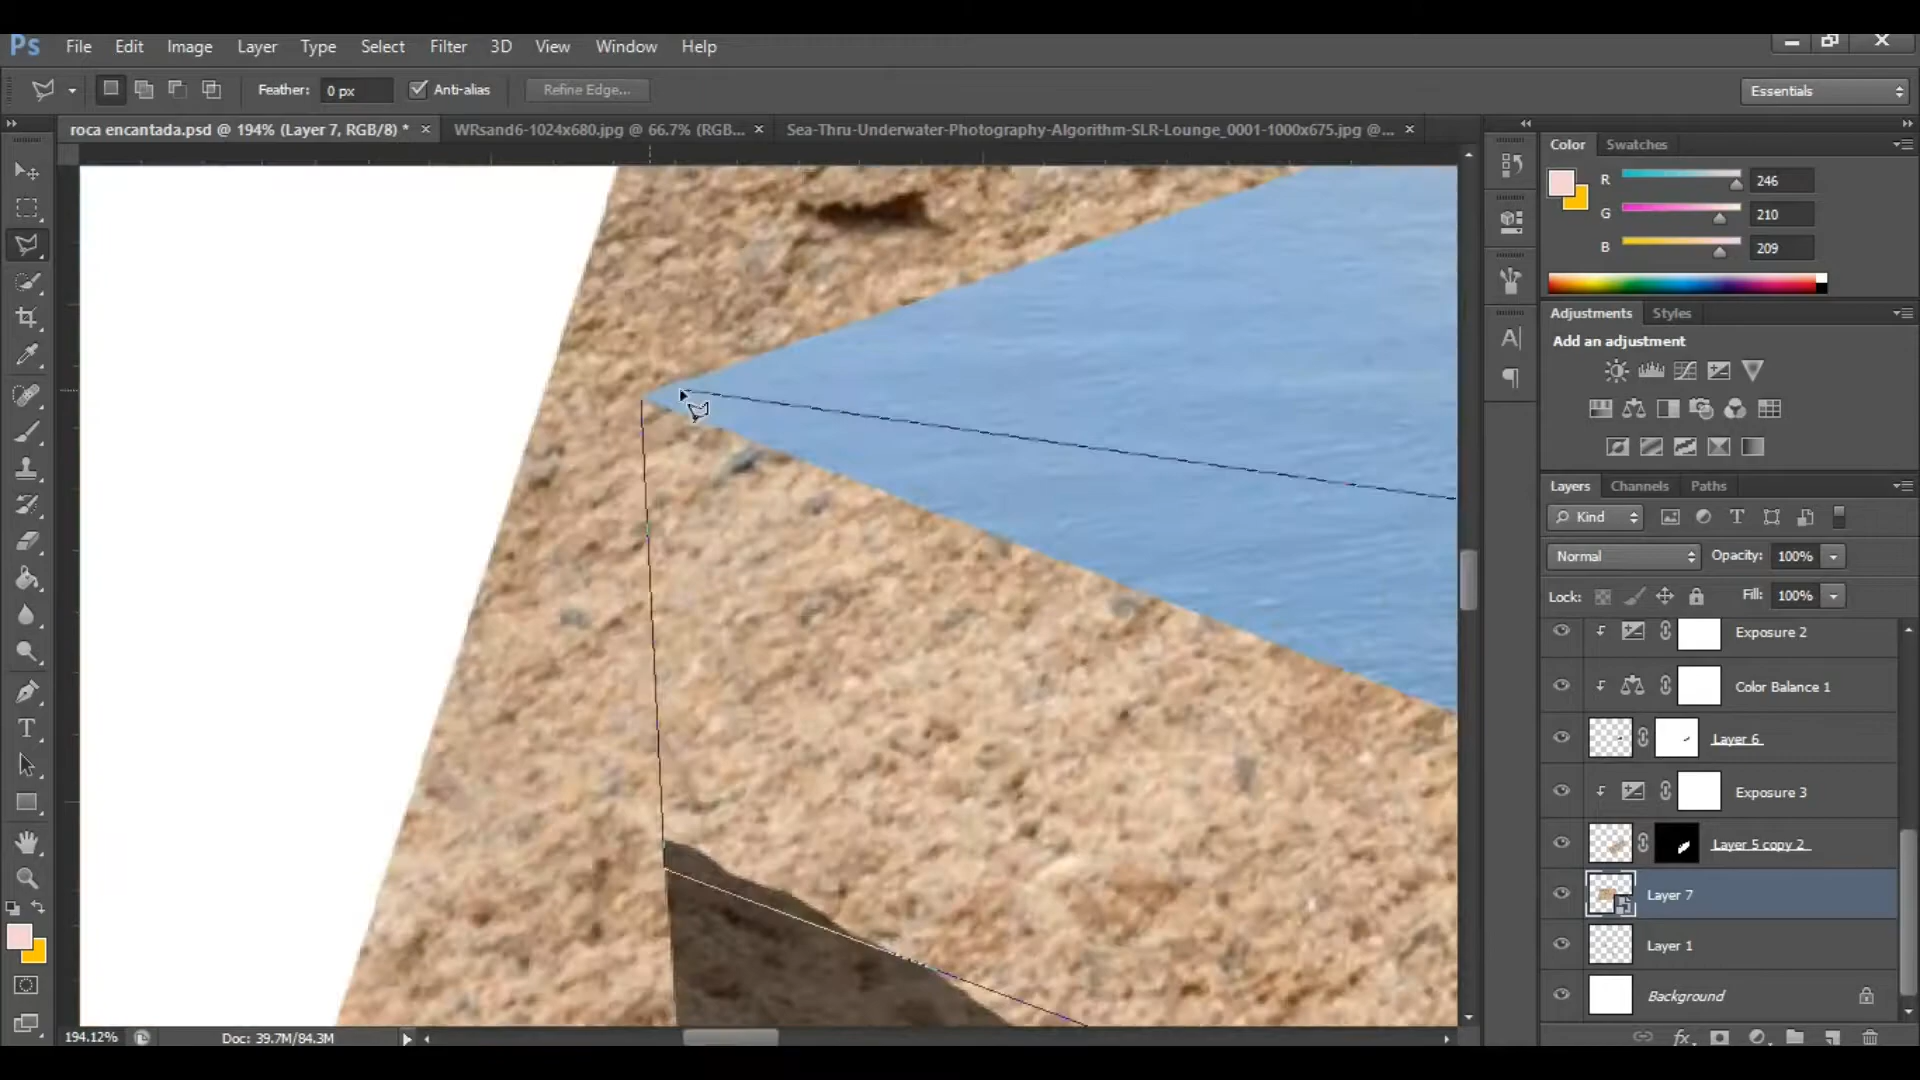 Ps File Edit Image Layer Type Select Filter 3D View Window Help
Feather: 0 px Anti-alias Refine Edge... Essentials
roca encantada.psd @ 194% (Layer 7, RGB/8) * × WRsand6-1024x680.jpg @ 66.7% (RGB... × Sea-Thru-Underwater-Photography-Algorithm-SLR-Lounge_0001-1000x675.jpg @... ×
Color Swatches
R 246
G 210
B 209
Adjustments Styles
Add an adjustment
Layers Channels Paths
Kind
Normal Opacity: 100%
Lock: Fill: 100%
Exposure 2
Color Balance 1
Layer 6
Exposure 3
Layer 5 copy 2
Layer 7
Layer 1
Background
194.12% Doc: 39.7M/84.3M